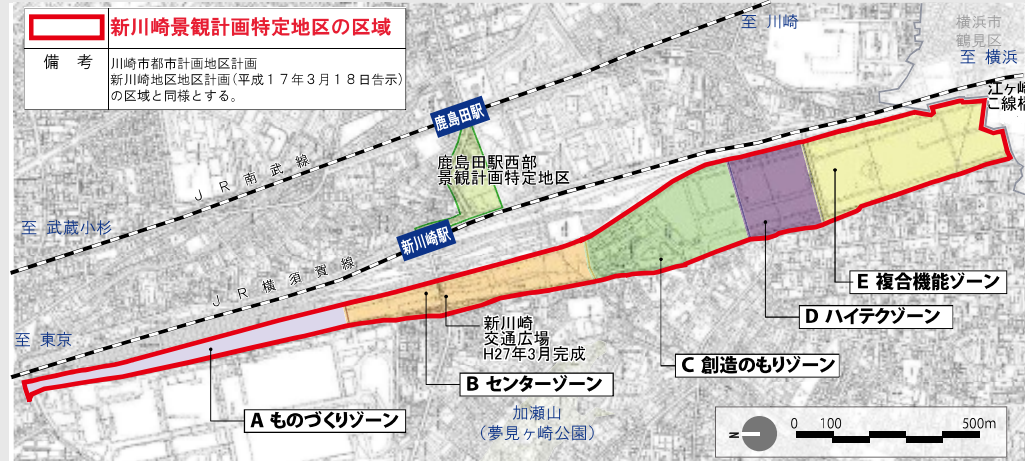 新川崎景観計画特定地区の区域
備考
川崎市都市計画地区計画
新川崎地区地区計画(平成１７年３月１８日告示)
の区域と同様とする。
至 川崎
横浜市
鶴見区
至 横浜
鹿島田駅
江ヶ崎
二線橋
鹿島田駅西部
景観計画特定地区
ＪＲ南武線
至 武蔵小杉
新川崎駅
ＪＲ横須賀線
E 複合機能ゾーン
D ハイテクゾーン
新川崎
交通広場
H27年3月完成
至 東京
C 創造のもりゾーン
B センターゾーン
A ものづくりゾーン
加瀬山
(夢見ヶ崎公園)
N
0 100 500m